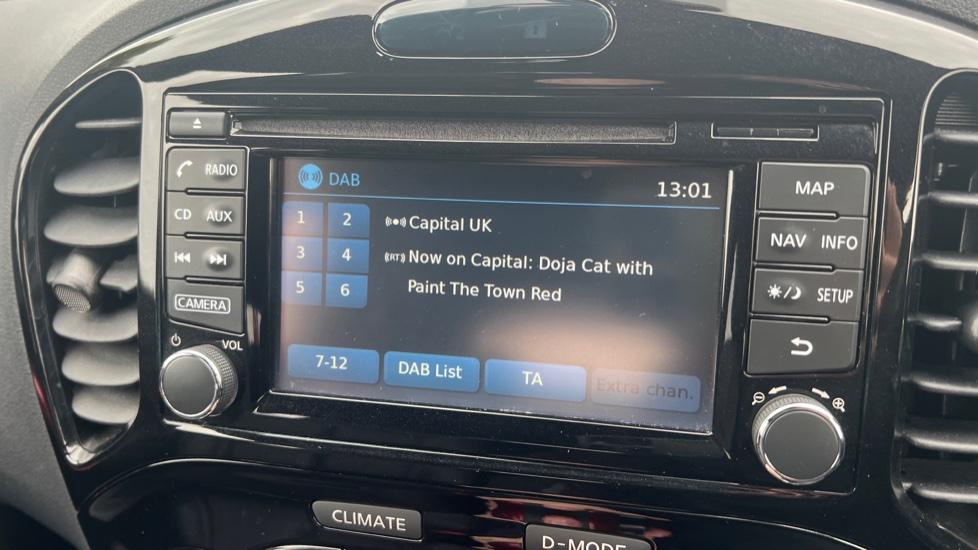 RADIO
CD AUX
CAMERA
VOL
DAB
13:01
1 2
3 4
5 6
Capital UK
(RT) Now on Capital: Doja Cat with
Paint The Town Red
7-12
DAB List
TA
Extra chan.
MAP
NAV INFO
SETUP
CLIMATE
D-MODE